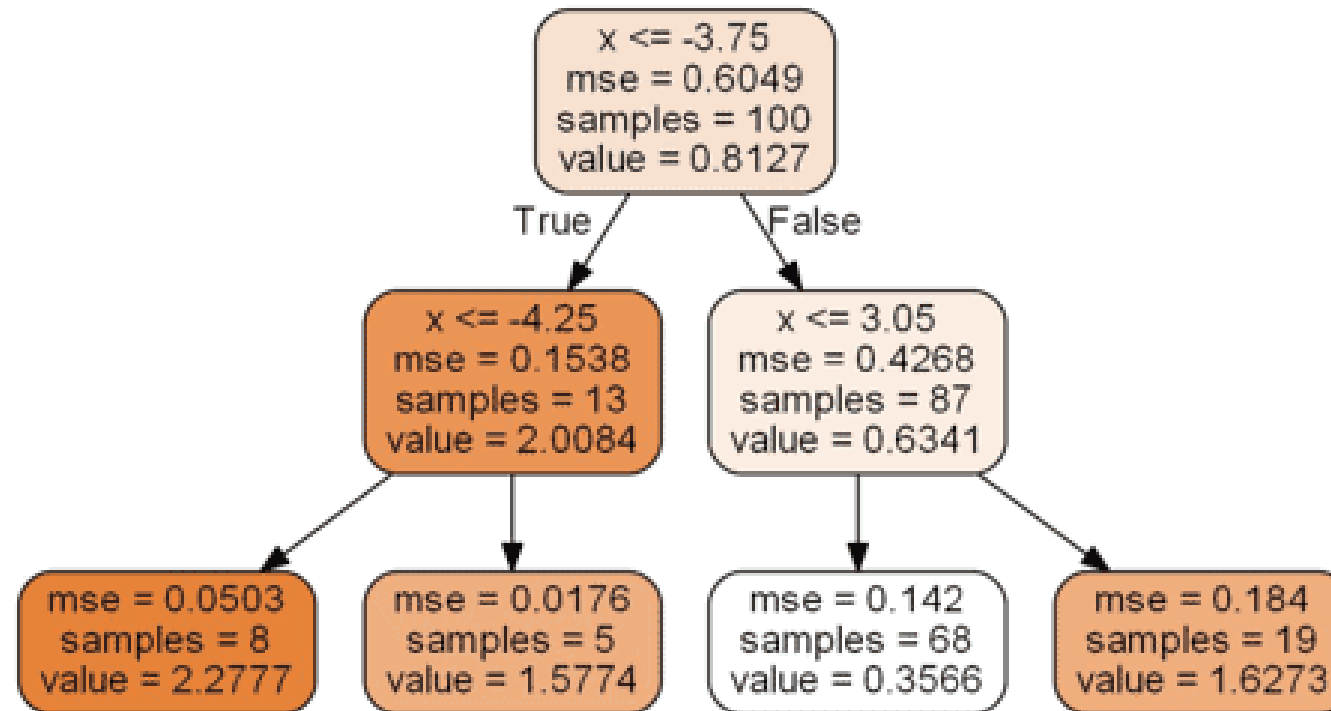 x <= -3.75
mse = 0.6049
samples = 100
value = 0.8127
True
False
x <= -4.25
mse = 0.1538
samples = 13
value = 2.0084
x <= 3.05
mse = 0.4268
samples = 87
value = 0.6341
mse = 0.0503
samples = 8
value = 2.2777
mse = 0.0176
samples = 5
value = 1.5774
mse = 0.142
samples = 68
value = 0.3566
mse = 0.184
samples = 19
value = 1.6273